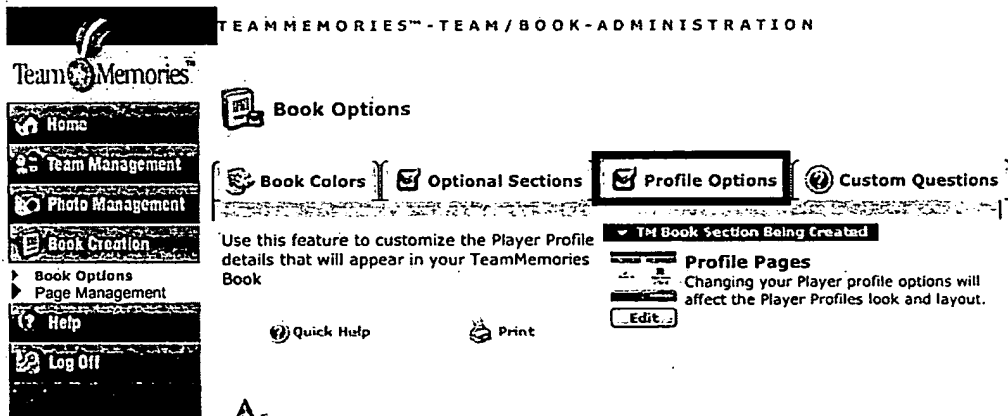 TEAMMEMORIES™-TEAM/BOOK-ADMINISTRATION
Team Memories™
Home
Team Management
Photo Management
Book Creation
Book Options
Page Management
Help
Log Off
Book Options
Book Colors
Optional Sections
Profile Options
Custom Questions
Use this feature to customize the Player Profile
details that will appear in your TeamMemories
Book
Quick Help
Print
TM Book Section Being Created
Profile Pages
Changing your Player profile options will
affect the Player Profiles look and layout.
Edit